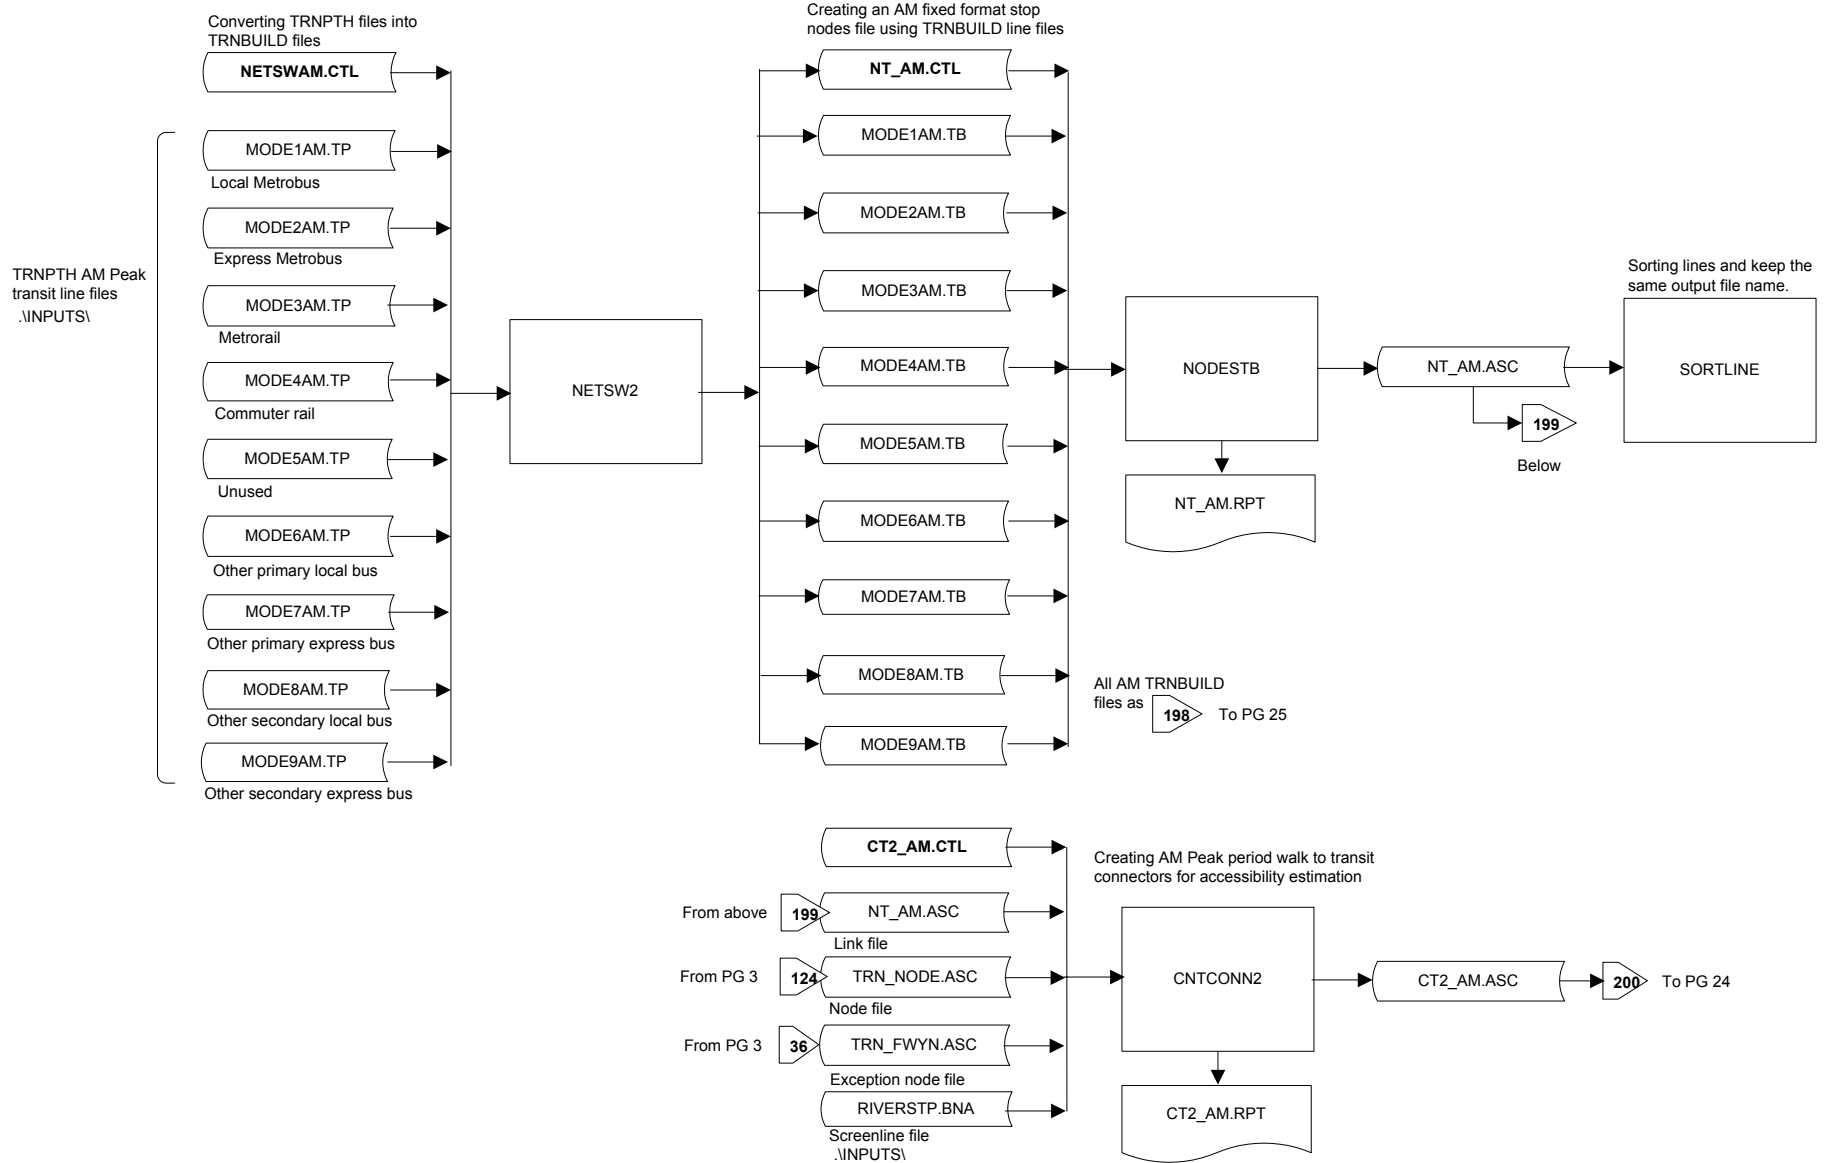 Converting TRNPTH files into
TRNBUILD files
NETSWAM.CTL
TRNPTH AM Peak
transit line files
.\INPUTS\
MODE1AM.TP
Local Metrobus
MODE2AM.TP
Express Metrobus
MODE3AM.TP
Metrorail
MODE4AM.TP
Commuter rail
MODE5AM.TP
Unused
MODE6AM.TP
Other primary local bus
MODE7AM.TP
Other primary express bus
MODE8AM.TP
Other secondary local bus
MODE9AM.TP
Other secondary express bus
NETSW2
Creating an AM fixed format stop
nodes file using TRNBUILD line files
NT_AM.CTL
MODE1AM.TB
MODE2AM.TB
MODE3AM.TB
MODE4AM.TB
MODE5AM.TB
MODE6AM.TB
MODE7AM.TB
MODE8AM.TB
MODE9AM.TB
All AM TRNBUILD
files as
198
To PG 25
NODESTB
NT_AM.RPT
NT_AM.ASC
199
Below
Sorting lines and keep the
same output file name.
SORTLINE
CT2_AM.CTL
From above
199
NT_AM.ASC
Link file
From PG 3
124
TRN_NODE.ASC
Node file
From PG 3
36
TRN_FWYN.ASC
Exception node file
RIVERSTP.BNA
Screenline file
.\INPUTS\
Creating AM Peak period walk to transit
connectors for accessibility estimation
CNTCONN2
CT2_AM.RPT
CT2_AM.ASC
200
To PG 24